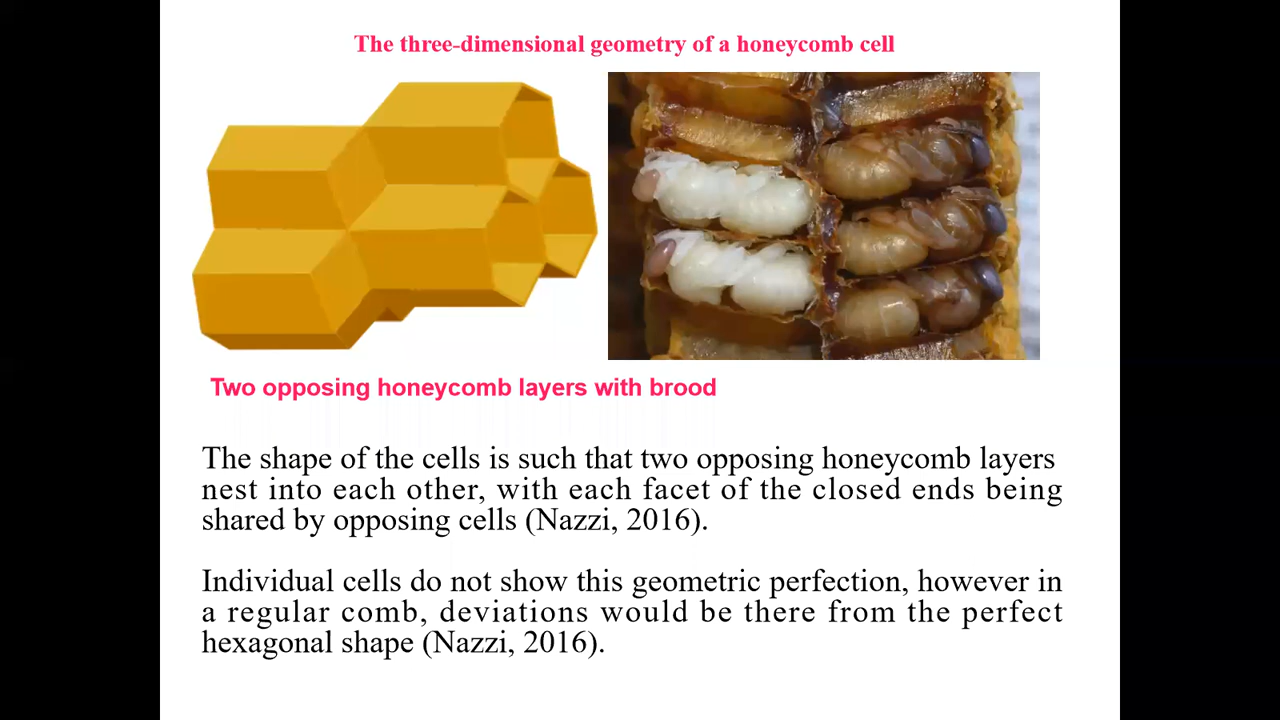 The three-dimensional geometry of a honeycomb cell
Two opposing honeycomb layers with brood
The shape of the cells is such that two opposing honeycomb layers
nest into each other, with each facet of the closed ends being
shared by opposing cells (Nazzi, 2016).
Individual cells do not show this geometric perfection, however in
a regular comb, deviations would be there from the perfect
hexagonal shape (Nazzi, 2016).